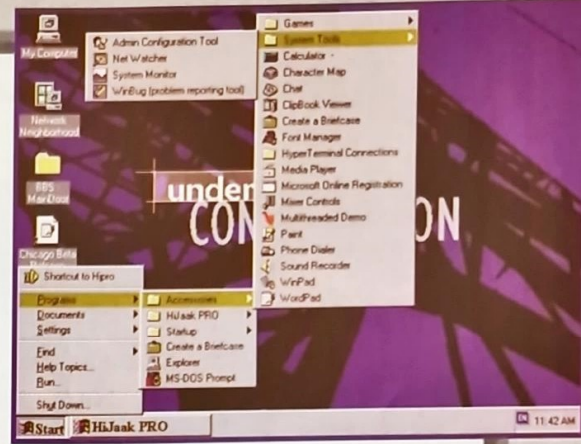 My Computer
Network Neighborhood
BBS
Chicago Beta
under
CON
ON
Admin Configuration Tool
Net Watcher
System Monitor
WinBug (problem reporting tool)
Games
System Tools
Calculator
Character Map
Chat
ClipBook Viewer
Create a Briefcase
Font Manager
HyperTerminal Connections
Media Player
Microsoft Online Registration
Mixer Controls
Multithreaded Demo
Paint
Phone Dialer
Sound Recorder
WinPad
WordPad
Shortcut to Hipro
Programs
Documents
Settings
Find
Help Topics...
Run...
Shut Down...
Accessories
HiJaak PRO
Startup
Create a Briefcase
Explorer
MS-DOS Prompt
Start
HiJaak PRO
EN
11:42 AM